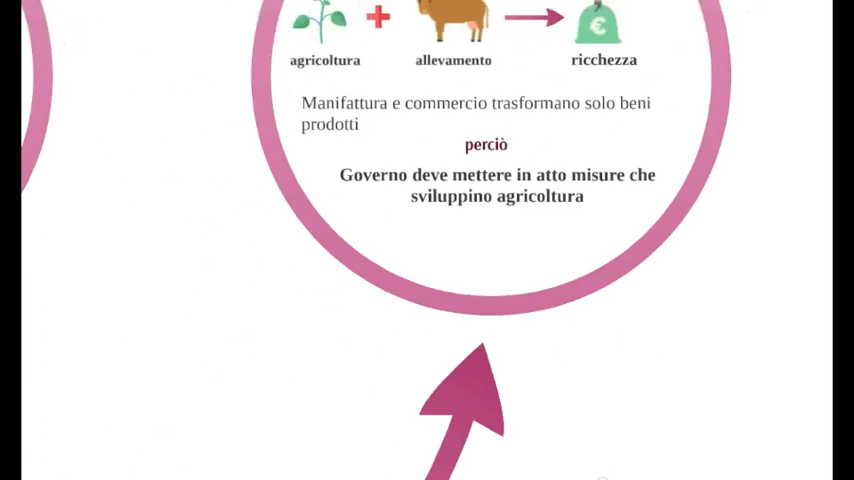 agricoltura allevamento ricchezza
Manifattura e commercio trasformano solo beni
prodotti
perciò
Governo deve mettere in atto misure che
sviluppino agricoltura